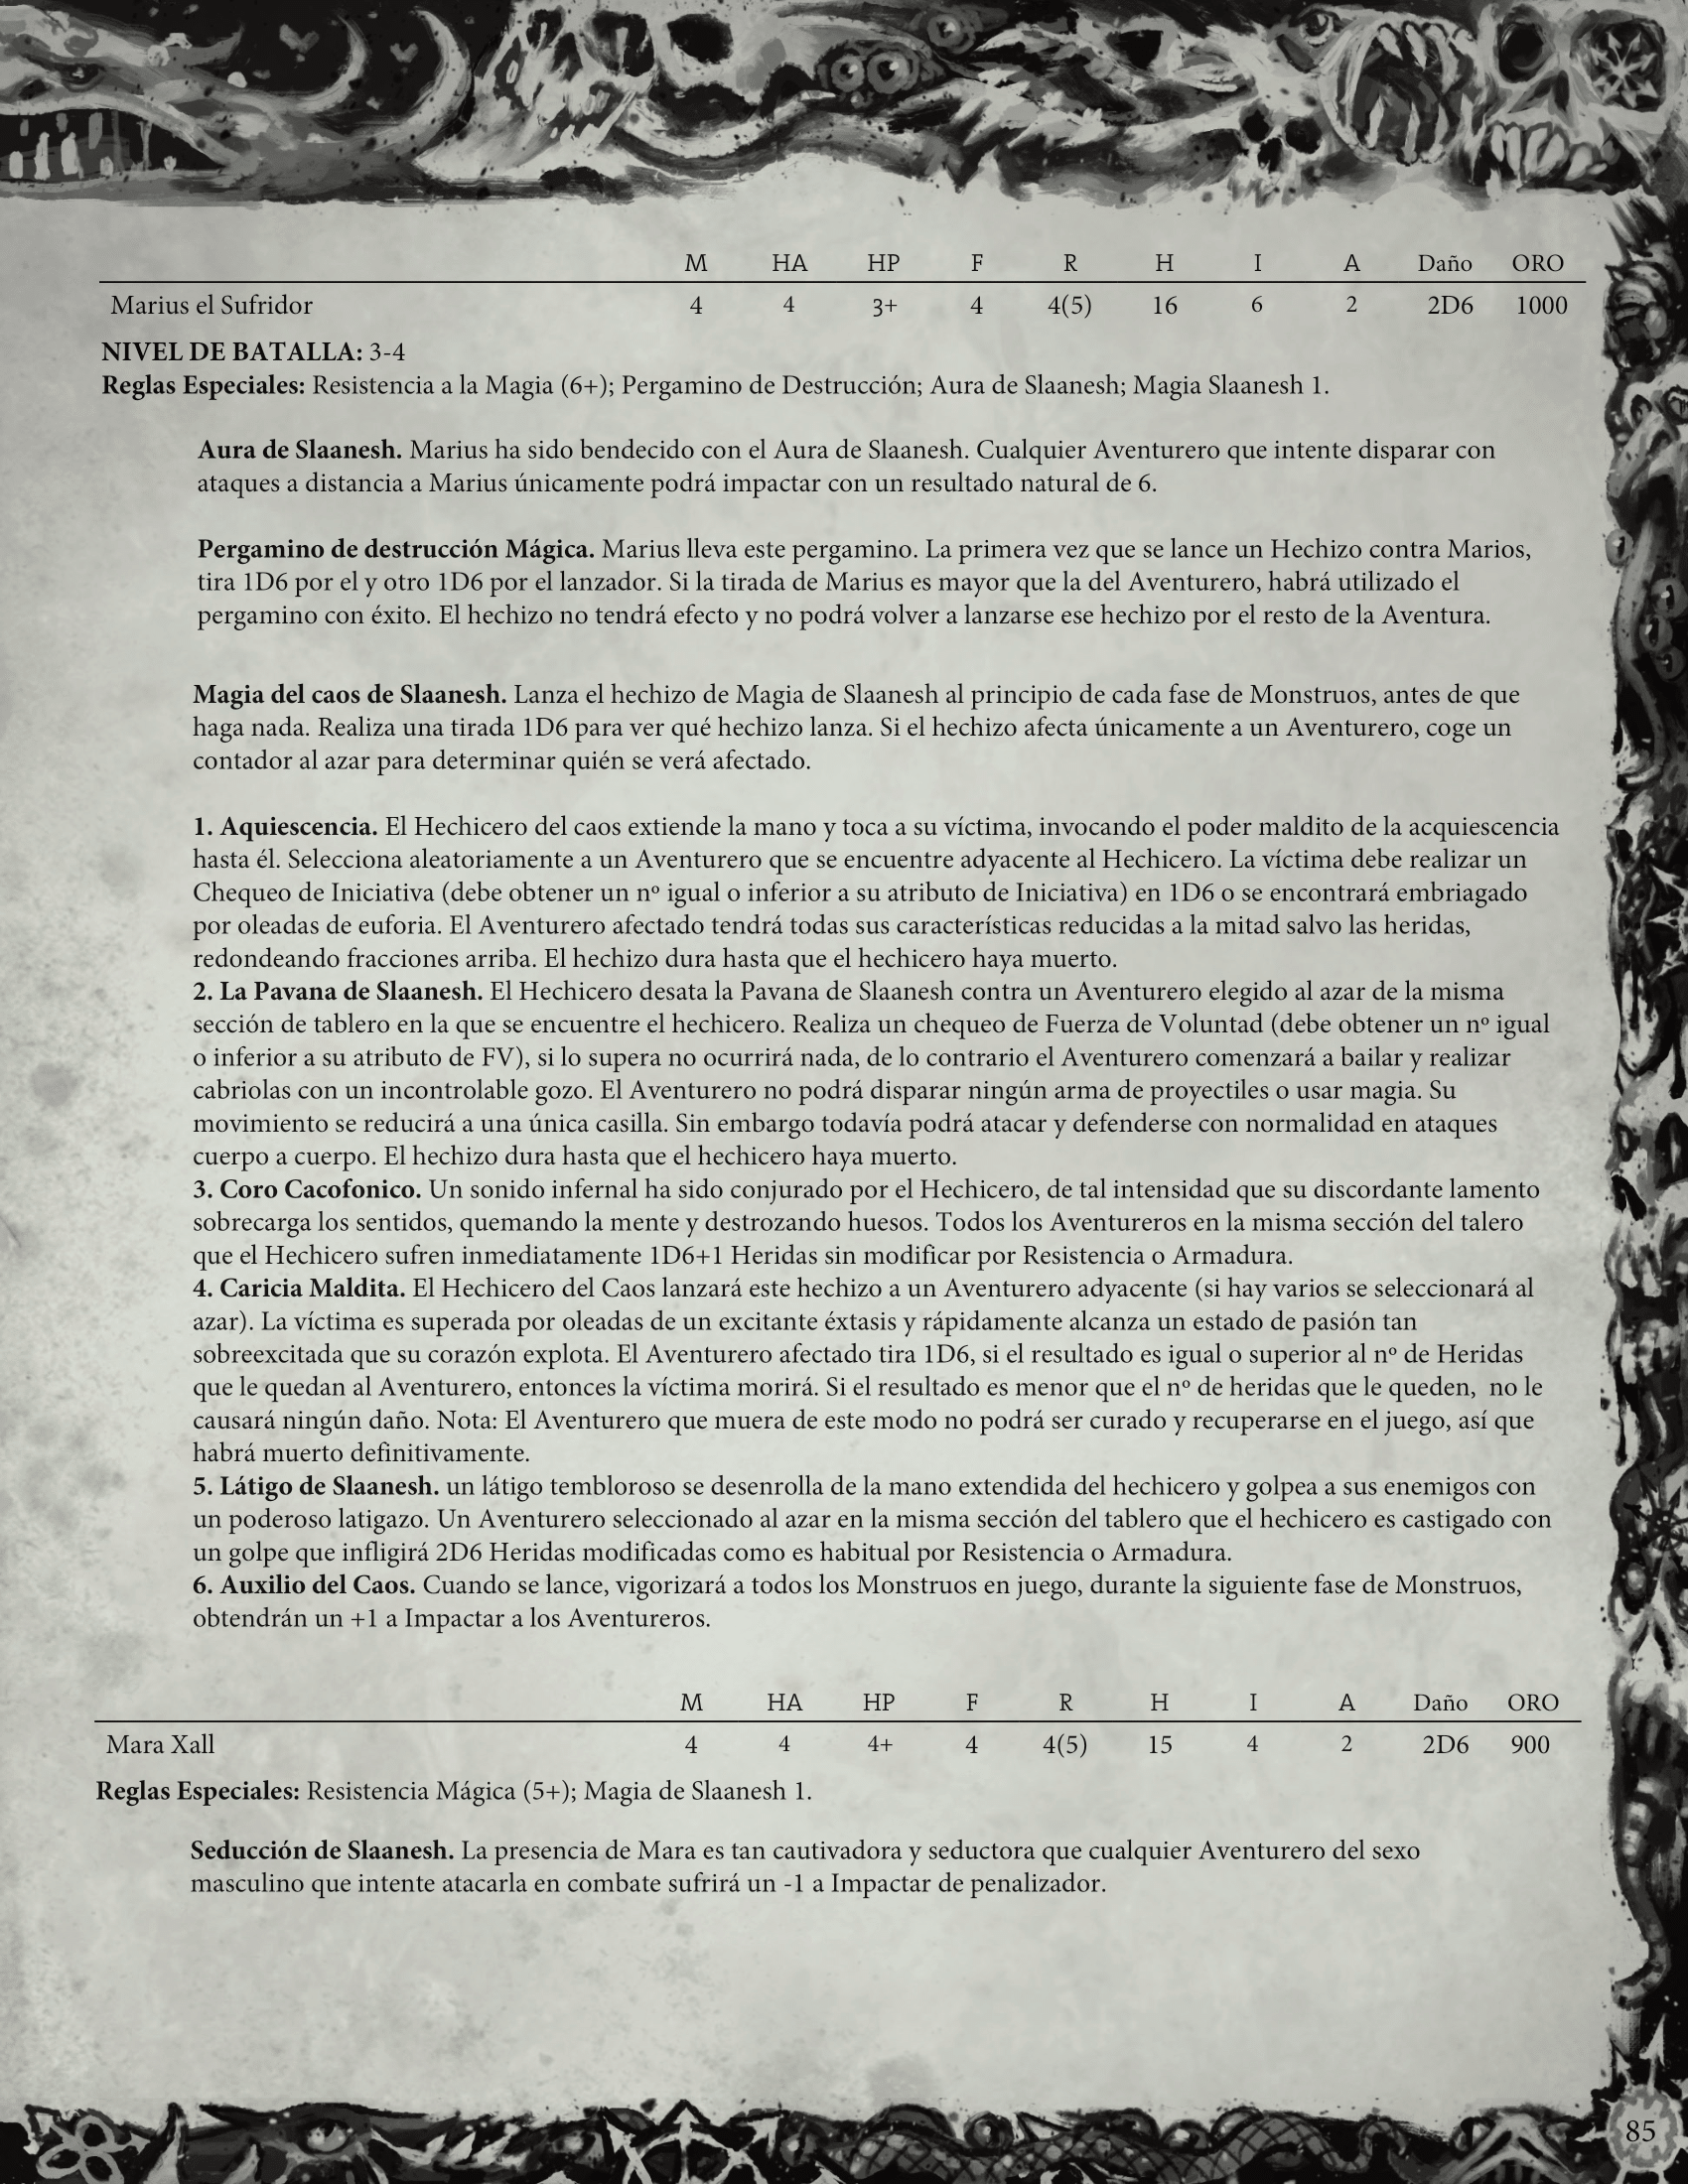 M HA HP F R H I A Daño ORO
Marius el Sufridor 4 4 3+ 4 4(5) 16 6 2 2D6 1000
NIVEL DE BATALLA: 3-4
Reglas Especiales: Resistencia a la Magia (6+); Pergamino de Destrucción; Aura de Slaanesh; Magia Slaanesh 1.
Aura de Slaanesh. Marius ha sido bendecido con el Aura de Slaanesh. Cualquier Aventurero que intente disparar con
ataques a distancia a Marius únicamente podrá impactar con un resultado natural de 6.
Pergamino de destrucción Mágica. Marius lleva este pergamino. La primera vez que se lance un Hechizo contra Marios,
tira 1D6 por el y otro 1D6 por el lanzador. Si la tirada de Marius es mayor que la del Aventurero, habrá utilizado el
pergamino con éxito. El hechizo no tendrá efecto y no podrá volver a lanzarse ese hechizo por el resto de la Aventura.
Magia del caos de Slaanesh. Lanza el hechizo de Magia de Slaanesh al principio de cada fase de Monstruos, antes de que
haga nada. Realiza una tirada 1D6 para ver qué hechizo lanza. Si el hechizo afecta únicamente a un Aventurero, coge un
contador al azar para determinar quién se verá afectado.
1. Aquiescencia. El Hechicero del caos extiende la mano y toca a su víctima, invocando el poder maldito de la acquiescencia
hasta él. Selecciona aleatoriamente a un Aventurero que se encuentre adyacente al Hechicero. La víctima debe realizar un
Chequeo de Iniciativa (debe obtener un nº igual o inferior a su atributo de Iniciativa) en 1D6 o se encontrará embriagado
por oleadas de euforia. El Aventurero afectado tendrá todas sus características reducidas a la mitad salvo las heridas,
redondeando fracciones arriba. El hechizo dura hasta que el hechicero haya muerto.
2. La Pavana de Slaanesh. El Hechicero desata la Pavana de Slaanesh contra un Aventurero elegido al azar de la misma
sección de tablero en la que se encuentre el hechicero. Realiza un chequeo de Fuerza de Voluntad (debe obtener un nº igual
o inferior a su atributo de FV), si lo supera no ocurrirá nada, de lo contrario el Aventurero comenzará a bailar y realizar
cabriolas con un incontrolable gozo. El Aventurero no podrá disparar ningún arma de proyectiles o usar magia. Su
movimiento se reducirá a una única casilla. Sin embargo todavía podrá atacar y defenderse con normalidad en ataques
cuerpo a cuerpo. El hechizo dura hasta que el hechicero haya muerto.
3. Coro Cacofonico. Un sonido infernal ha sido conjurado por el Hechicero, de tal intensidad que su discordante lamento
sobrecarga los sentidos, quemando la mente y destrozando huesos. Todos los Aventureros en la misma sección del talero
que el Hechicero sufren inmediatamente 1D6+1 Heridas sin modificar por Resistencia o Armadura.
4. Caricia Maldita. El Hechicero del Caos lanzará este hechizo a un Aventurero adyacente (si hay varios se seleccionará al
azar). La víctima es superada por oleadas de un excitante éxtasis y rápidamente alcanza un estado de pasión tan
sobreexcitada que su corazón explota. El Aventurero afectado tira 1D6, si el resultado es igual o superior al nº de Heridas
que le quedan al Aventurero, entonces la víctima morirá. Si el resultado es menor que el nº de heridas que le queden, no le
causará ningún daño. Nota: El Aventurero que muera de este modo no podrá ser curado y recuperarse en el juego, así que
habrá muerto definitivamente.
5. Látigo de Slaanesh. un látigo tembloroso se desenrolla de la mano extendida del hechicero y golpea a sus enemigos con
un poderoso latigazo. Un Aventurero seleccionado al azar en la misma sección del tablero que el hechicero es castigado con
un golpe que infligirá 2D6 Heridas modificadas como es habitual por Resistencia o Armadura.
6. Auxilio del Caos. Cuando se lance, vigorizará a todos los Monstruos en juego, durante la siguiente fase de Monstruos,
obtendrán un +1 a Impactar a los Aventureros.
M HA HP F R H I A Daño ORO
Mara Xall 4 4 4+ 4 4(5) 15 4 2 2D6 900
Reglas Especiales: Resistencia Mágica (5+); Magia de Slaanesh 1.
Seducción de Slaanesh. La presencia de Mara es tan cautivadora y seductora que cualquier Aventurero del sexo
masculino que intente atacarla en combate sufrirá un -1 a Impactar de penalizador.
85